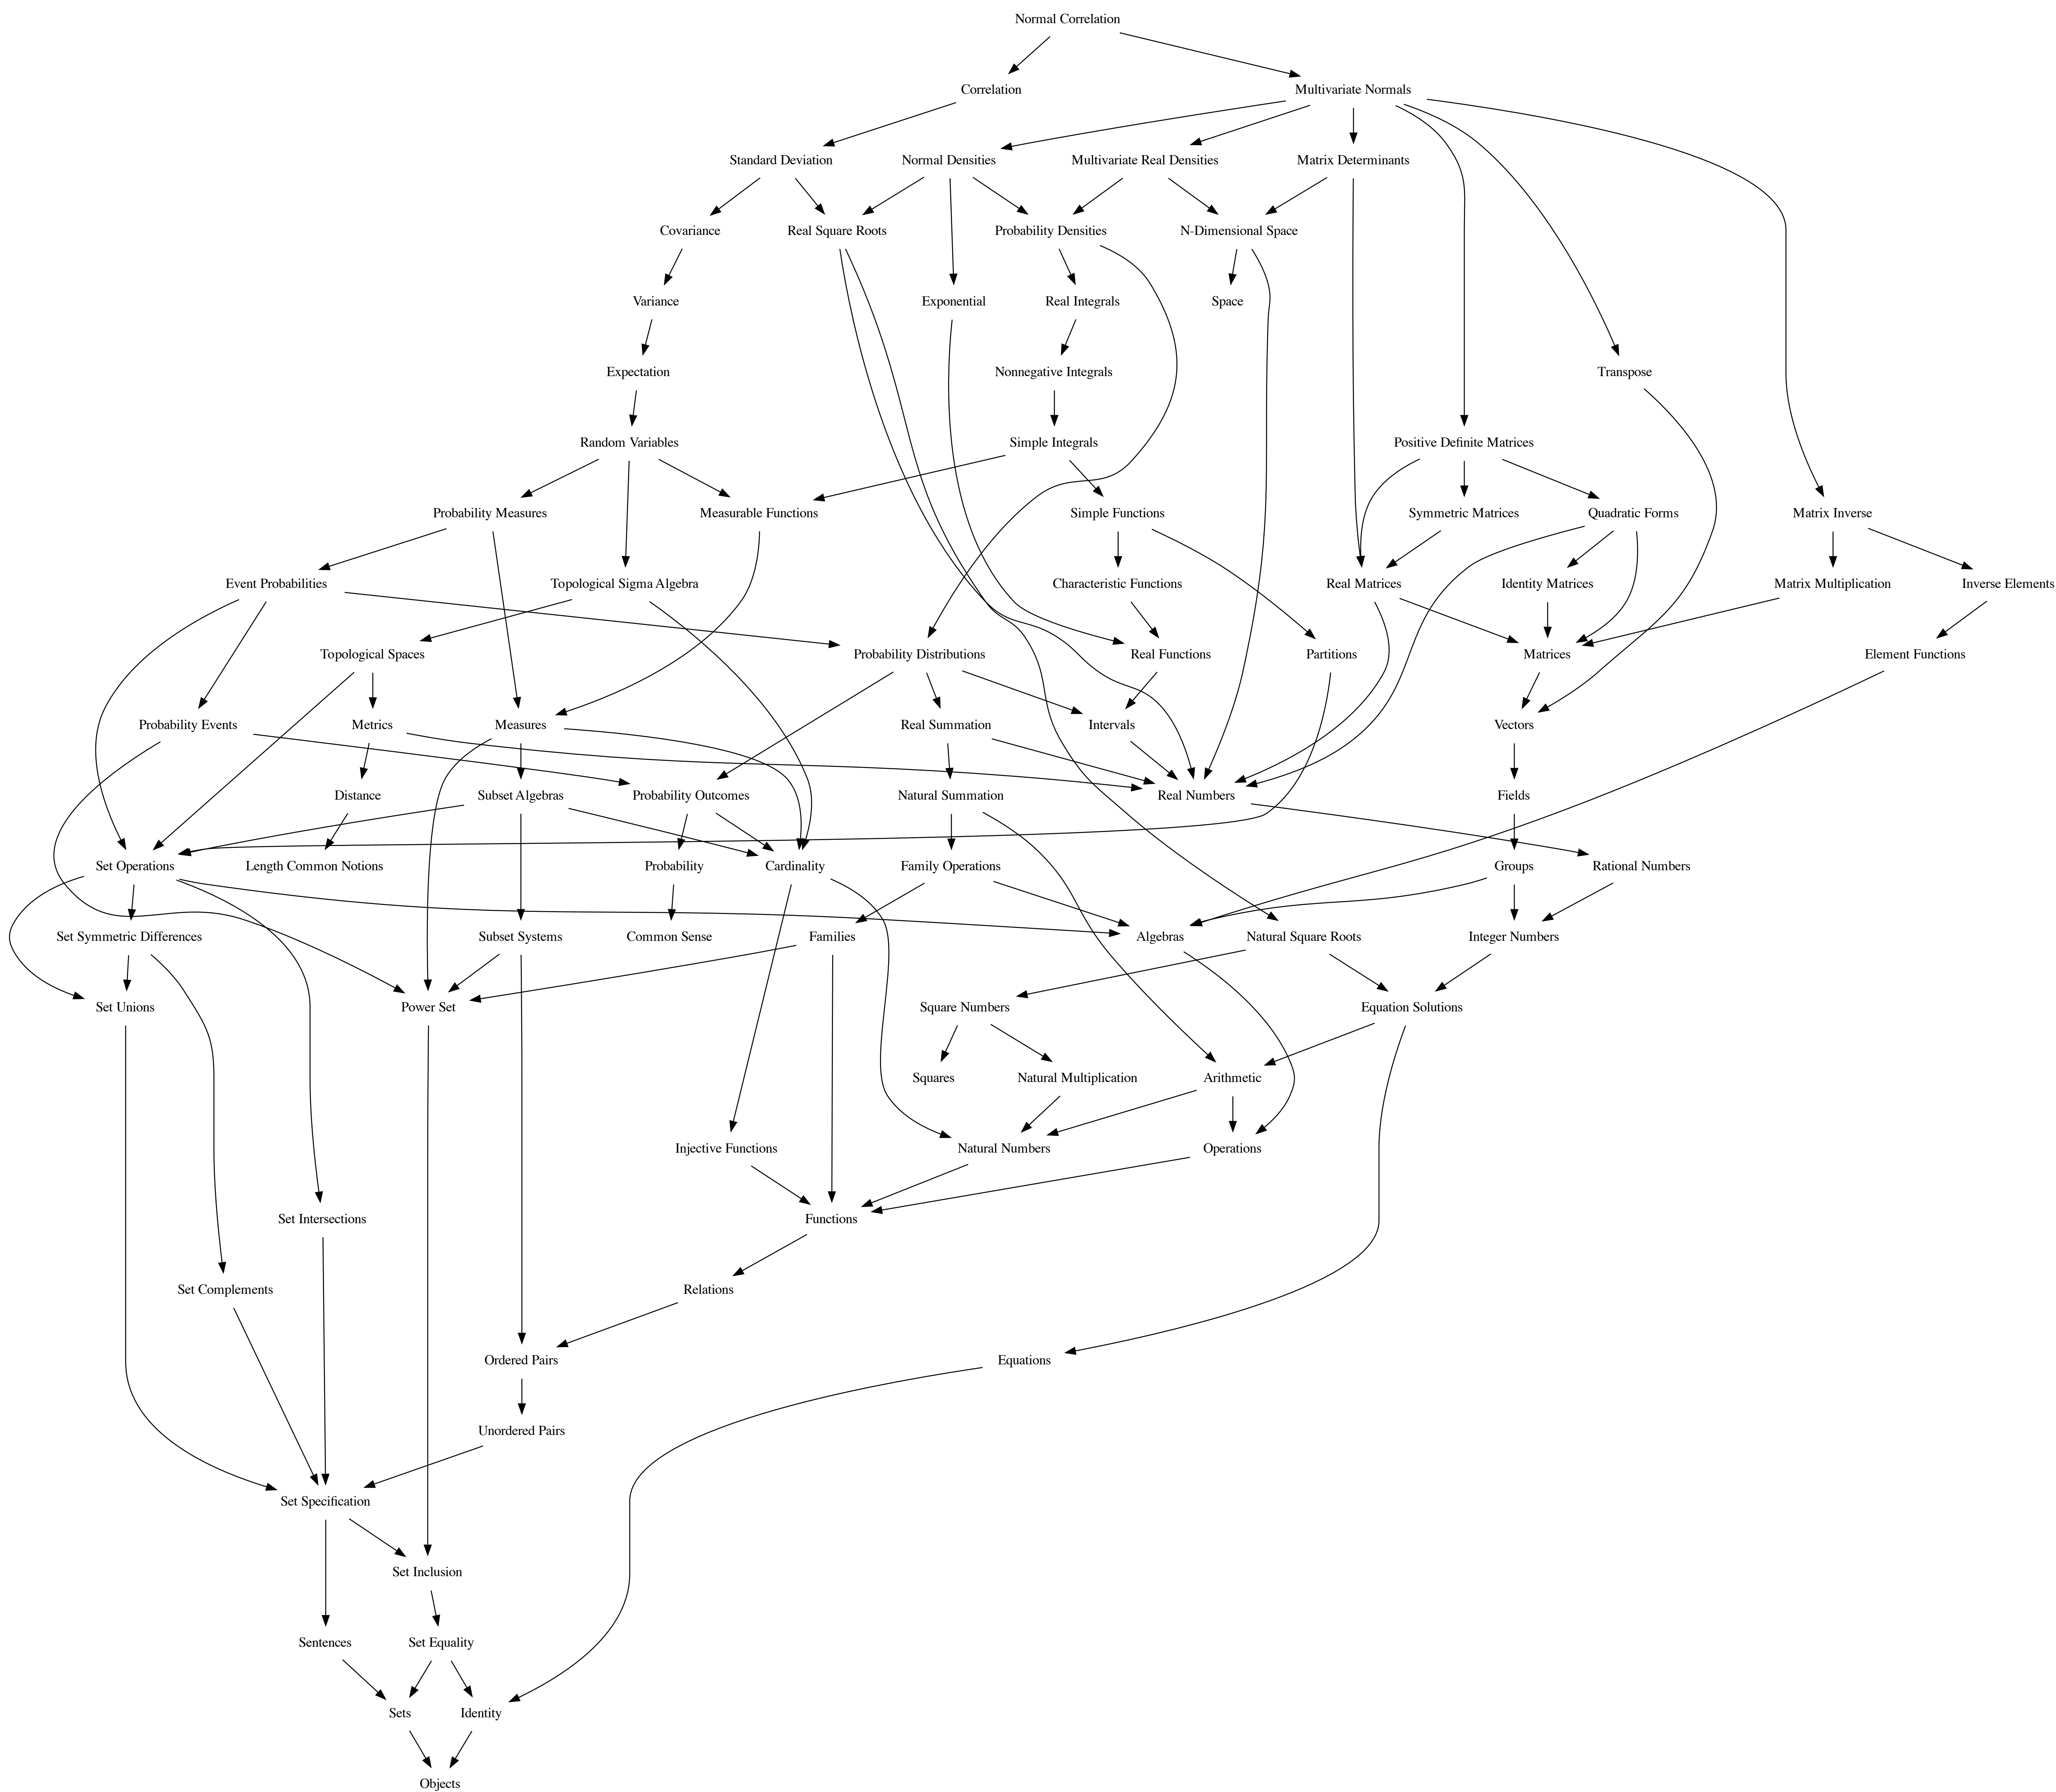 Normal Correlation
Correlation
Multivariate Normals
Standard Deviation
Normal Densities
Multivariate Real Densities
Matrix Determinants
Covariance
Real Square Roots
Probability Densities
N-Dimensional Space
Variance
Exponential
Real Integrals
Space
Expectation
Nonnegative Integrals
Transpose
Random Variables
Simple Integrals
Positive Definite Matrices
Probability Measures
Measurable Functions
Simple Functions
Symmetric Matrices
Quadratic Forms
Matrix Inverse
Event Probabilities
Topological Sigma Algebra
Characteristic Functions
Real Matrices
Identity Matrices
Matrix Multiplication
Inverse Elements
Topological Spaces
Probability Distributions
Real Functions
Partitions
Matrices
Element Functions
Probability Events
Metrics
Measures
Real Summation
Intervals
Vectors
Distance
Subset Algebras
Probability Outcomes
Natural Summation
Real Numbers
Fields
Set Operations
Length Common Notions
Probability
Cardinality
Family Operations
Groups
Rational Numbers
Set Symmetric Differences
Subset Systems
Common Sense
Families
Algebras
Natural Square Roots
Integer Numbers
Set Unions
Power Set
Square Numbers
Equation Solutions
Squares
Natural Multiplication
Arithmetic
Injective Functions
Natural Numbers
Operations
Set Intersections
Functions
Set Complements
Relations
Ordered Pairs
Equations
Unordered Pairs
Set Specification
Set Inclusion
Sentences
Set Equality
Sets
Identity
Objects